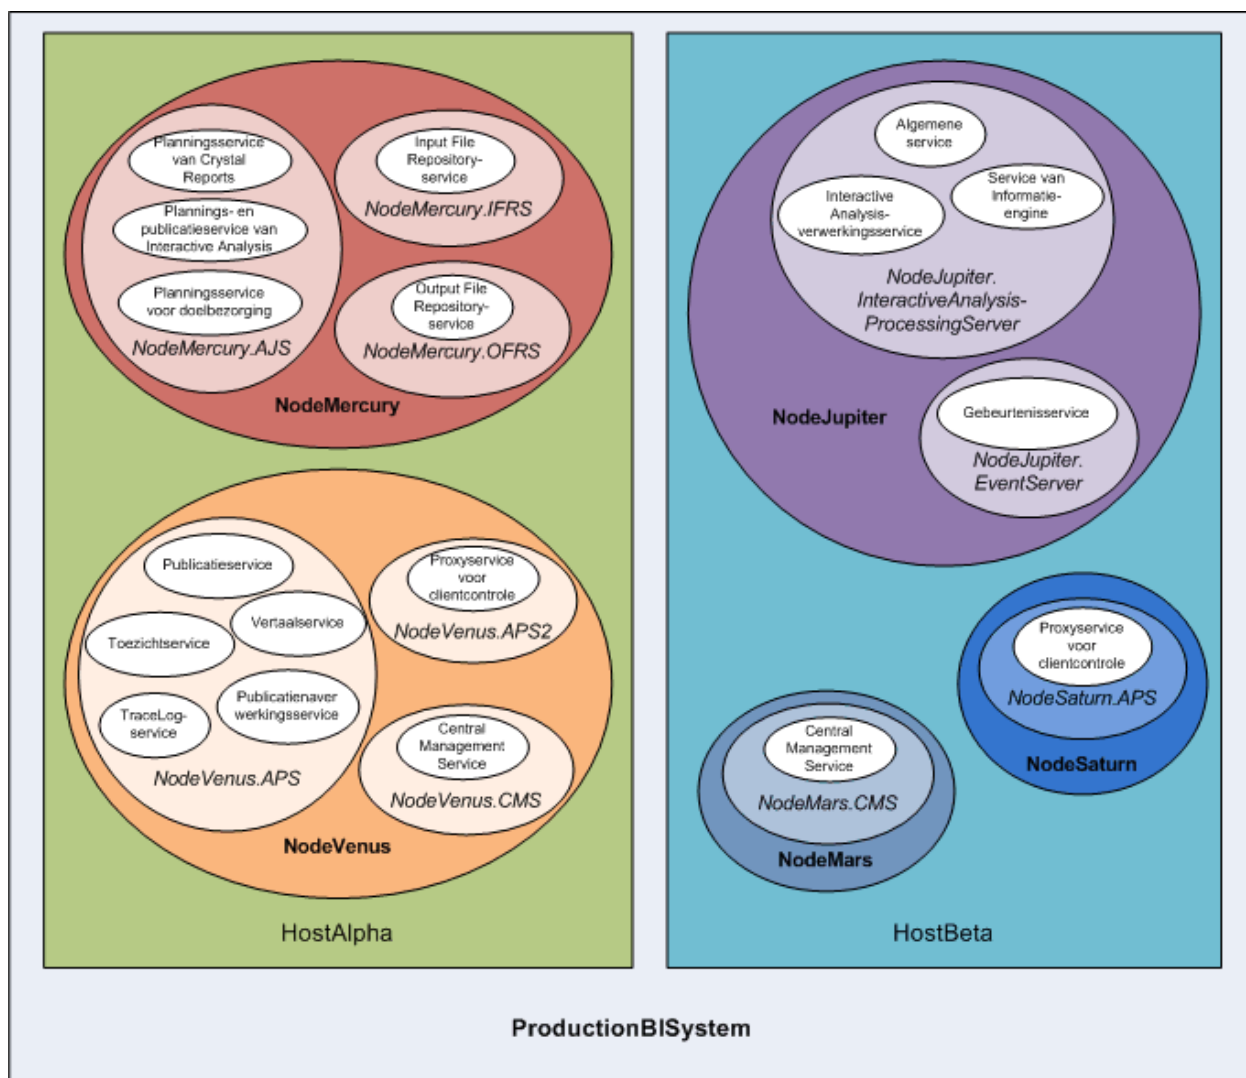 Planningsservice
van Crystal
Reports
Plannings- en
publicatieservice van
Interactive Analysis
Planningsservice
voor doelbezorging
NodeMercury.AJS
Input File
Repository-
service
NodeMercury.IFRS
Output File
Repository-
service
NodeMercury.OFRS
NodeMercury
Publicatieservice
Vertaalservice
Toezichtservice
Publicatienaver
werkingsservice
TraceLog-
service
NodeVenus.APS
Proxyservice
voor
clientcontrole
NodeVenus.APS2
Central
Management
Service
NodeVenus.CMS
NodeVenus
HostAlpha
Algemene
service
Interactive
Analysis-
verwerkingsservice
Service van
Informatie-
engine
NodeJupiter.
InteractiveAnalysis-
ProcessingServer
NodeJupiter
Gebeurtenisservice
NodeJupiter.
EventServer
Proxyservice
voor
clientcontrole
NodeSaturn.APS
NodeSaturn
Central
Management
Service
NodeMars.CMS
NodeMars
HostBeta
ProductionBISystem